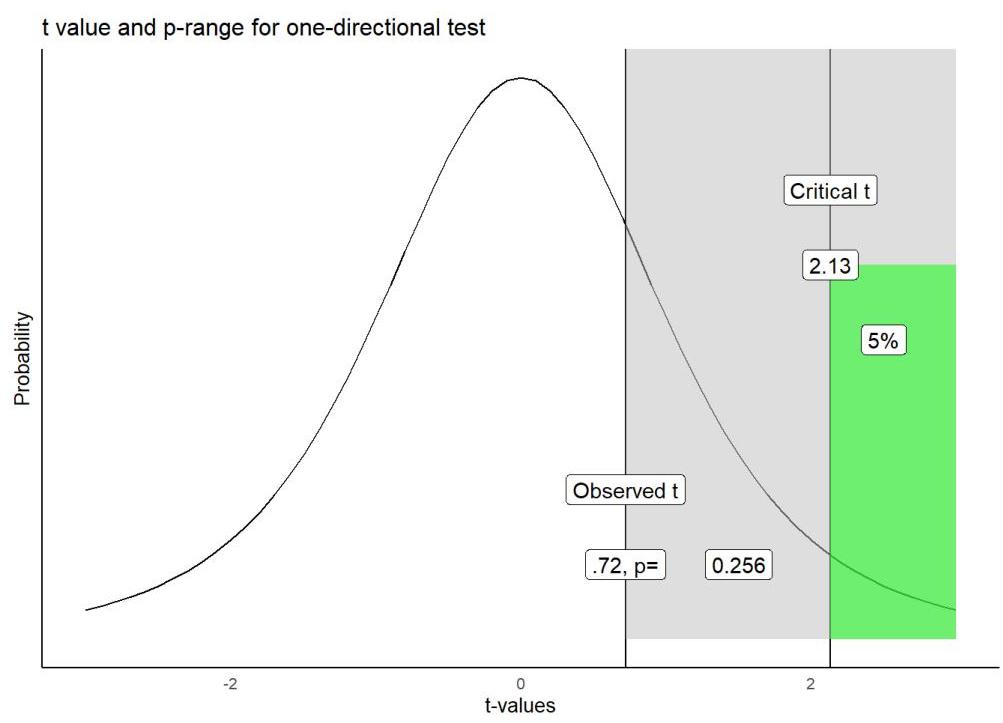 t value and p-range for one-directional test
Probability
Critical t
2.13
5%
Observed t
.72, p=
0.256
-2
0
2
t-values